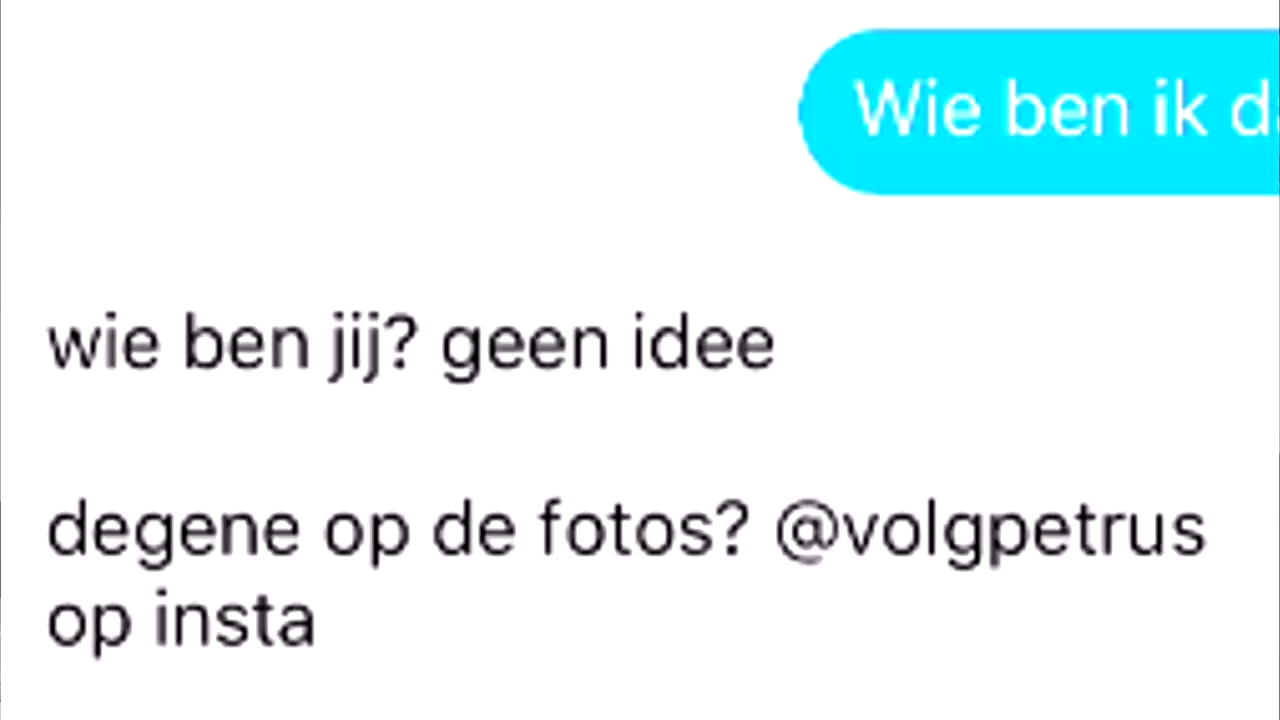 Wie ben ik
wie ben jij? geen idee
degene op de fotos? @volgpetrus
op insta